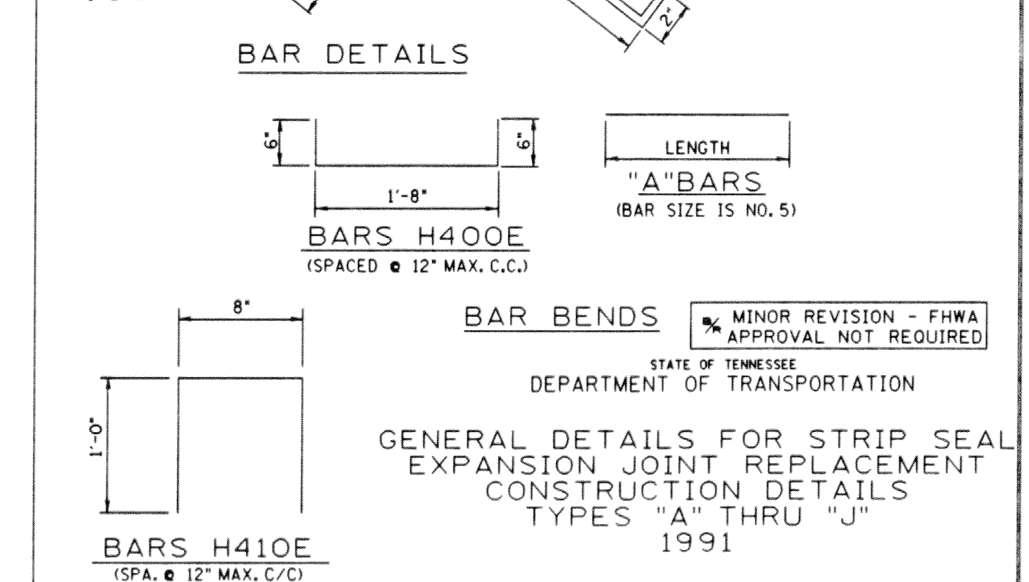 2"
BAR DETAILS
6"
6"
1'-8"
LENGTH
"A"BARS
(BAR SIZE IS NO. 5)
BARS H400E
(SPACED @ 12" MAX. C.C.)
8"
BAR BENDS
MINOR REVISION - FHWA
APPROVAL NOT REQUIRED
STATE OF TENNESSEE
DEPARTMENT OF TRANSPORTATION
1'-0"
GENERAL DETAILS FOR STRIP SEAL
EXPANSION JOINT REPLACEMENT
CONSTRUCTION DETAILS
TYPES "A" THRU "J"
1991
BARS H410E
(SPA. @ 12" MAX. C/C)